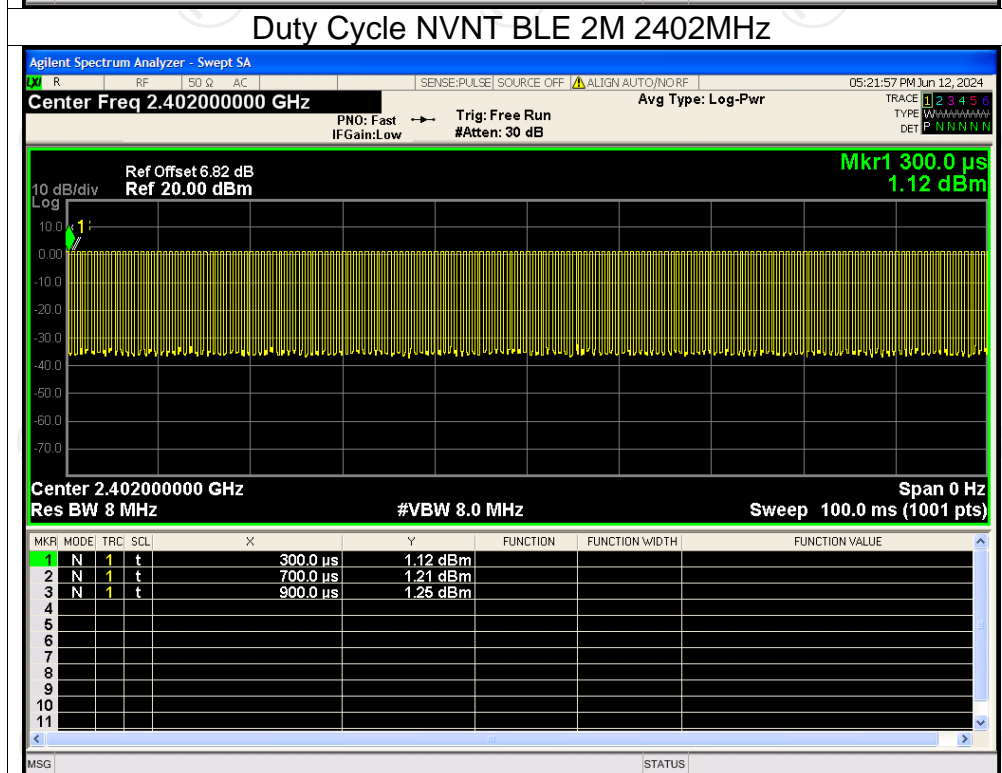 Duty Cycle NVNT BLE 2M 2402MHz
Agilent Spectrum Analyzer - Swept SA
LXI R RF 50 Ω AC SENSE:PULSE SOURCE OFF ALIGN AUTO/NO RF 05:21:57 PM Jun 12, 2024
Center Freq 2.402000000 GHz Avg Type: Log-Pwr TRACE 1 2 3 4 5 6
PNO: Fast Trig: Free Run TYPE WWWWWW
IFGain:Low #Atten: 30 dB DET P N N N N N
Mkr1 300.0 µs
Ref Offset 6.82 dB
10 dB/div Ref 20.00 dBm 1.12 dBm
Log
10.0
1
0.00
-10.0
-20.0
-30.0
-40.0
-50.0
-60.0
-70.0
Center 2.402000000 GHz Span 0 Hz
Res BW 8 MHz #VBW 8.0 MHz Sweep 100.0 ms (1001 pts)
MKR MODE TRC SCL X Y FUNCTION FUNCTION WIDTH FUNCTION VALUE
1 N 1 t 300.0 µs 1.12 dBm
2 N 1 t 700.0 µs 1.21 dBm
3 N 1 t 900.0 µs 1.25 dBm
4
5
6
7
8
9
10
11
MSG STATUS